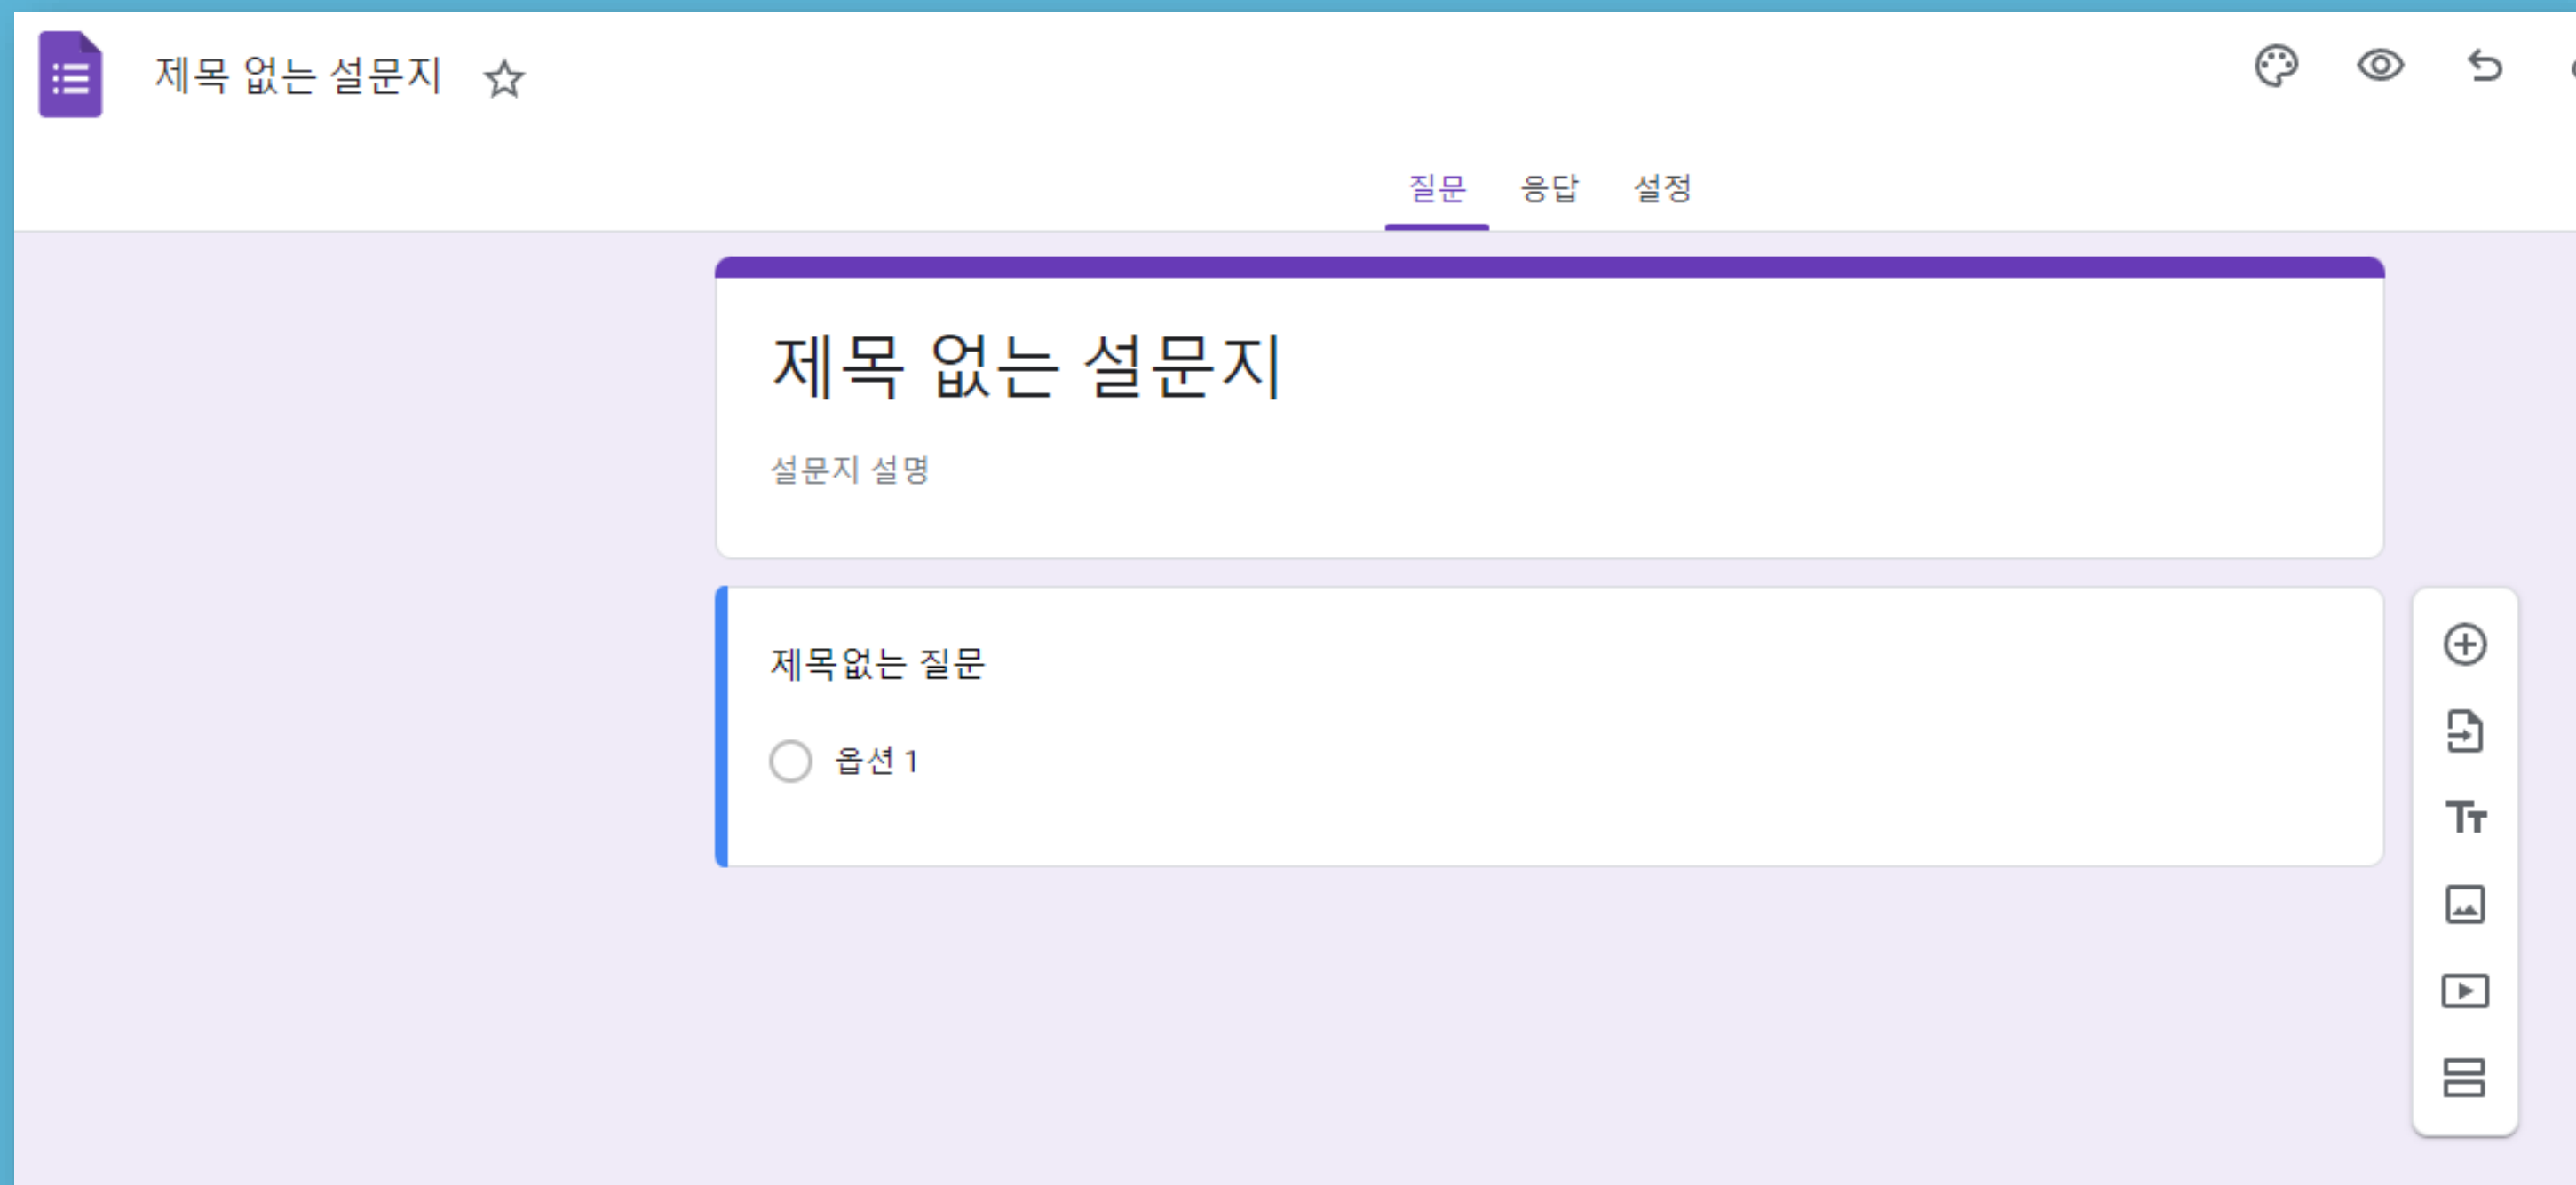 제목 없는 설문지
질문 응답 설정
제목 없는 설문지
설문지 설명
제목없는 질문
옵션 1